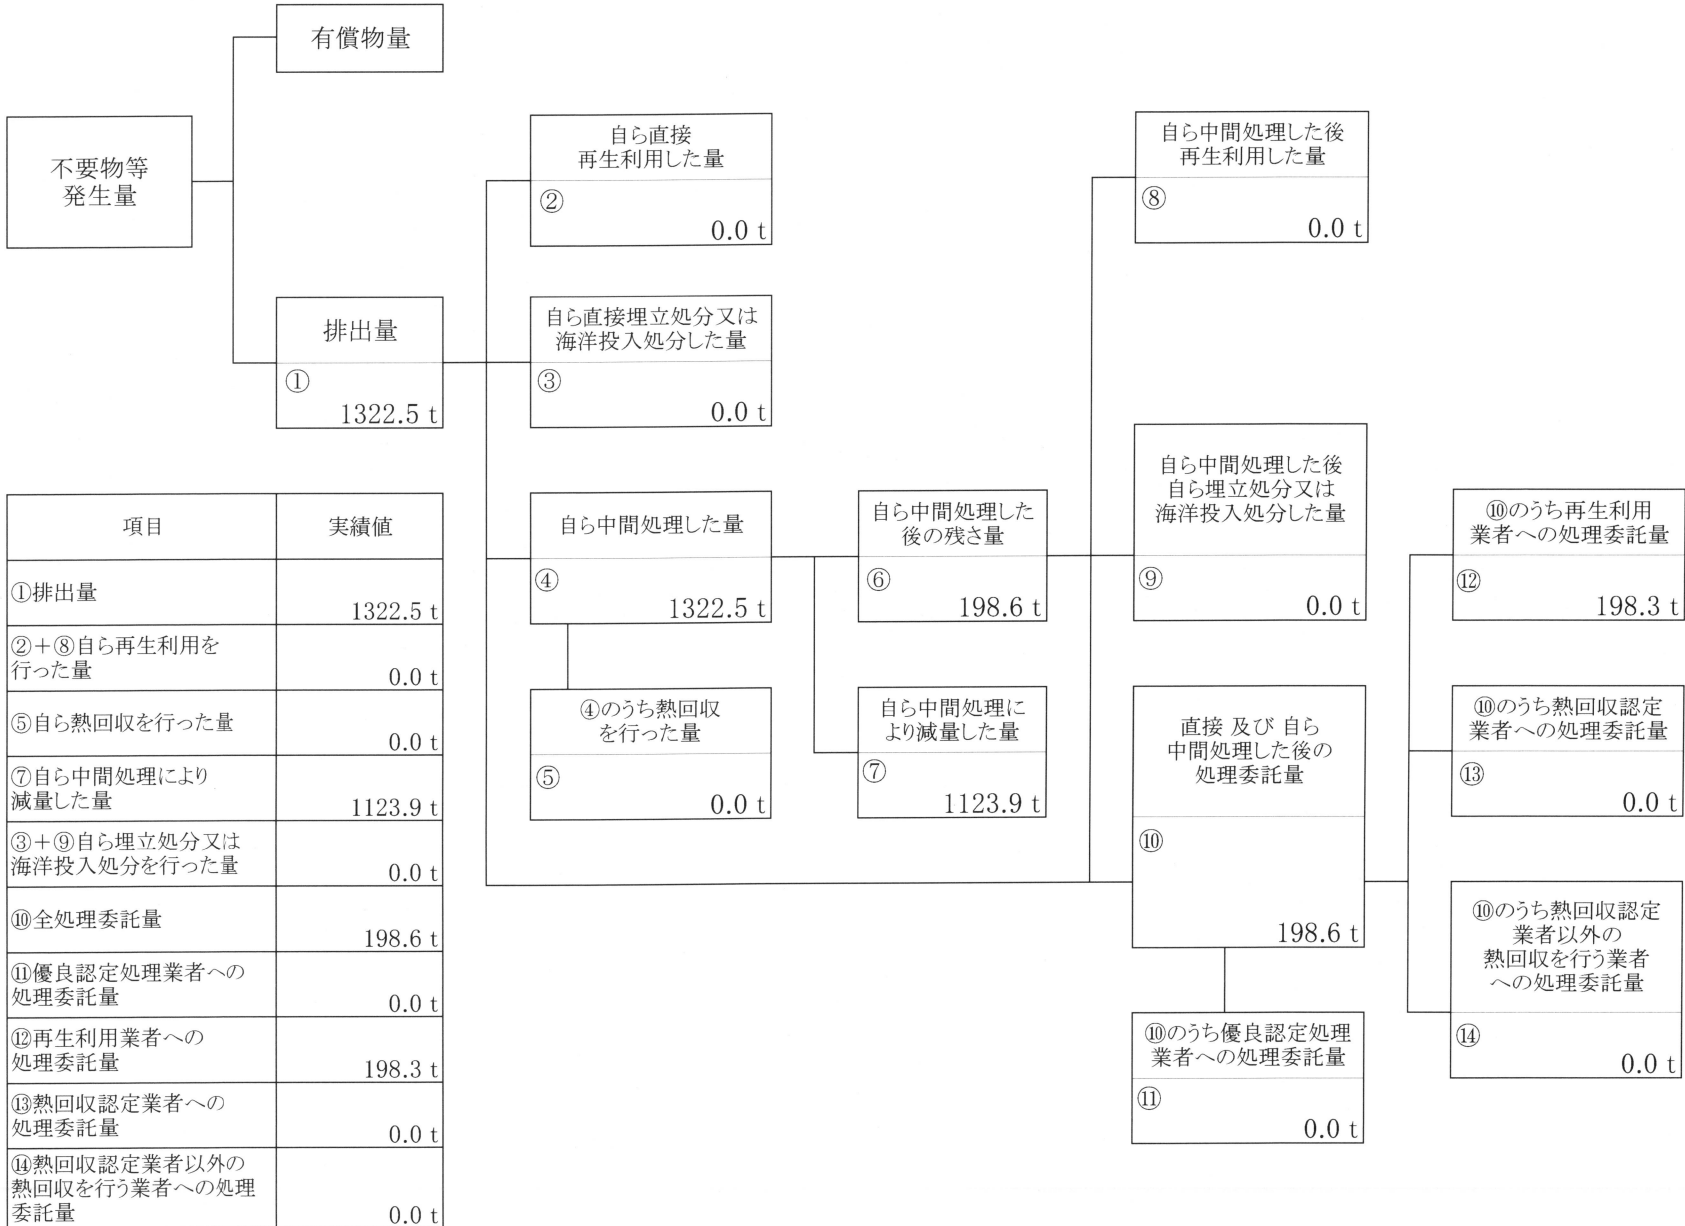 有償物量
不要物等
発生量
排出量
①
1322.5 t
自ら直接
再生利用した量
②
0.0 t
自ら直接埋立処分又は
海洋投入処分した量
③
0.0 t
自ら中間処理した量
④
1322.5 t
④のうち熱回収
を行った量
⑤
0.0 t
自ら中間処理した
後の残さ量
⑥
198.6 t
自ら中間処理に
より減量した量
⑦
1123.9 t
自ら中間処理した後
再生利用した量
⑧
0.0 t
自ら中間処理した後
自ら埋立処分又は
海洋投入処分した量
⑨
0.0 t
直接 及び 自ら
中間処理した後の
処理委託量
⑩
198.6 t
⑩のうち優良認定処理
業者への処理委託量
⑪
0.0 t
⑩のうち再生利用
業者への処理委託量
⑫
198.3 t
⑩のうち熱回収認定
業者への処理委託量
⑬
0.0 t
⑩のうち熱回収認定
業者以外の
熱回収を行う業者
への処理委託量
⑭
0.0 t
項目 実績値
①排出量
1322.5 t
②+⑧自ら再生利用を
行った量
0.0 t
⑤自ら熱回収を行った量
0.0 t
⑦自ら中間処理により
減量した量
1123.9 t
③+⑨自ら埋立処分又は
海洋投入処分を行った量
0.0 t
⑩全処理委託量
198.6 t
⑪優良認定処理業者への
処理委託量
0.0 t
⑫再生利用業者への
処理委託量
198.3 t
⑬熱回収認定業者への
処理委託量
0.0 t
⑭熱回収認定業者以外の
熱回収を行う業者への処理
委託量
0.0 t